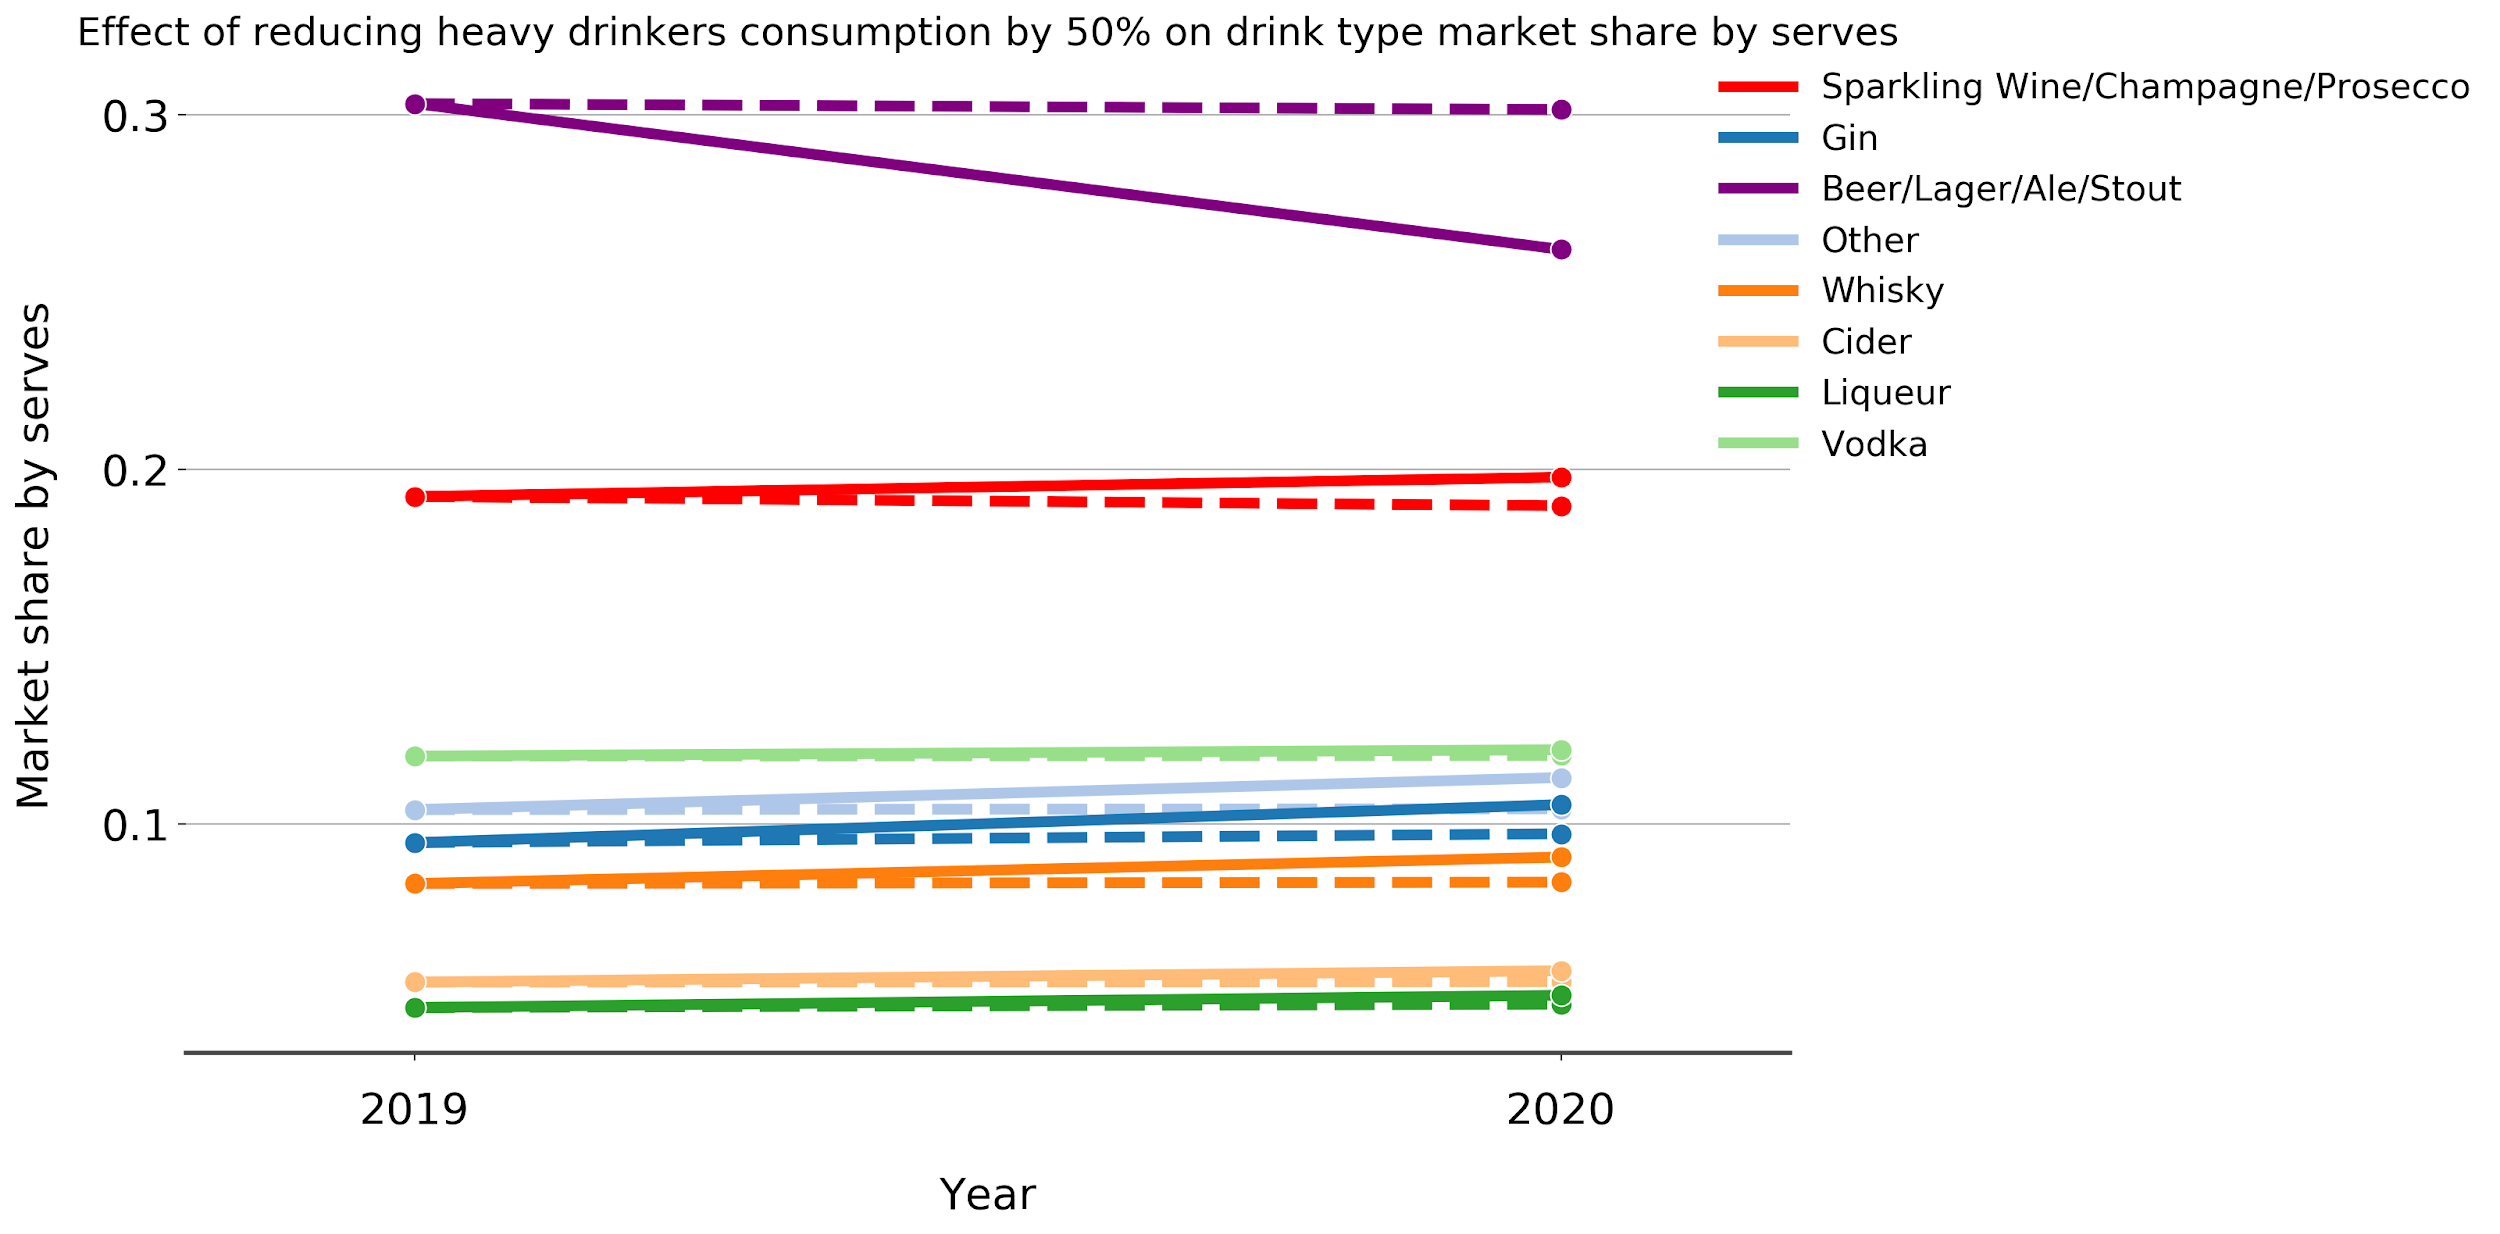 Effect of reducing heavy drinkers consumption by 50% on drink type market share by serves
Sparkling Wine/Champagne/Prosecco
Gin
Beer/Lager/Ale/Stout
Other
Whisky
Cider
Liqueur
Vodka
Market share by serves
0.3
0.2
0.1
2019
2020
Year